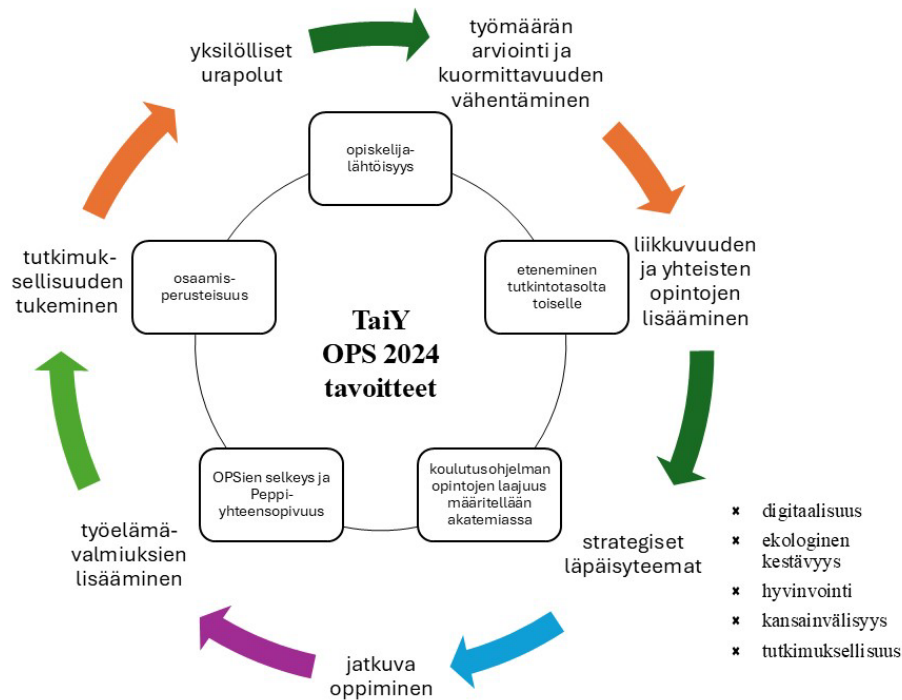 yksilölliset
urapolut
työmäärän
arviointi ja
kuormittavuuden
vähentäminen
opiskelija-
lähtöisyys
tutkimuk-
sellisuuden
tukeminen
osaamis-
perusteisuus
eteneminen
tutkintotasolta
toiselle
liikkuvuuden
ja yhteisten
opintojen
lisääminen
TaiY
OPS 2024
tavoitteet
OPSien selkeys ja
Peppi-
yhteensopivuus
koulutusohjelman
opintojen laajuus
määritellään
akatemiassa
työelämä-
valmiuksien
lisääminen
strategiset
läpäisyteemat
× digitaalisuus
× ekologinen
kestävyys
× hyvinvointi
× kansainvälisyys
× tutkimuksellisuus
jatkuva
oppiminen